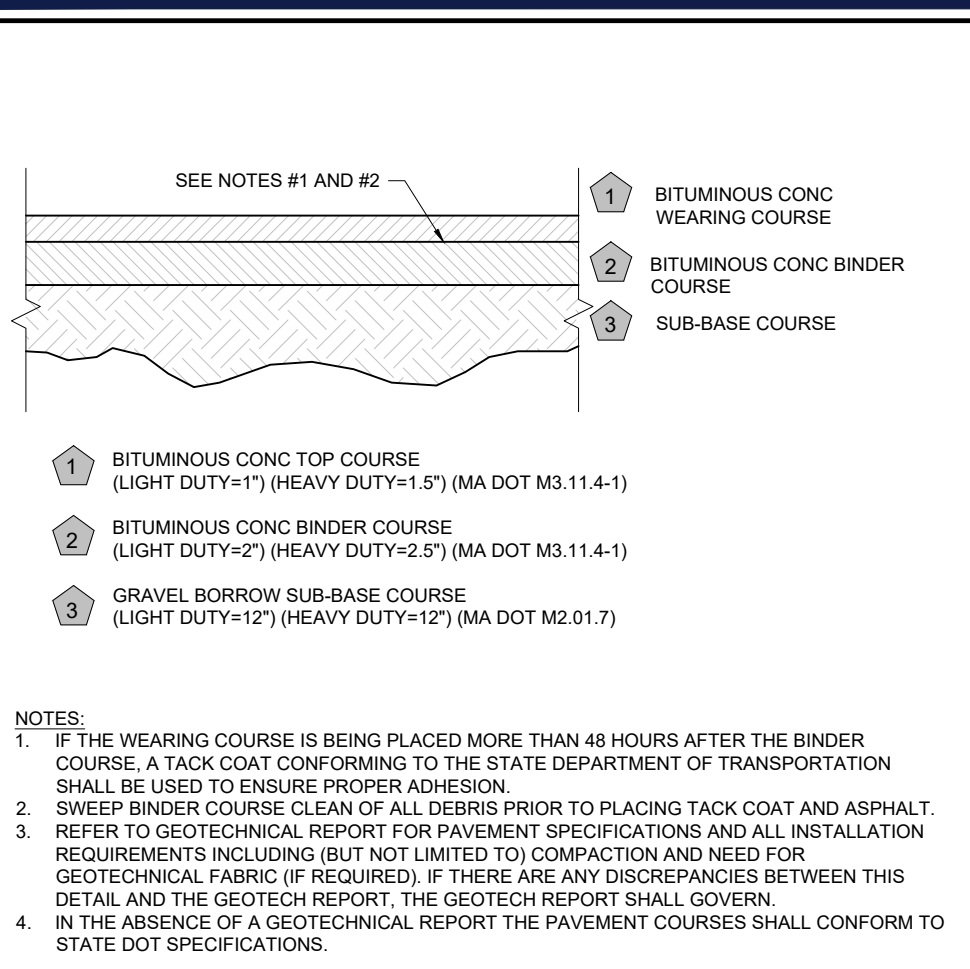 SEE NOTES #1 AND #2
1 BITUMINOUS CONC
WEARING COURSE
2 BITUMINOUS CONC BINDER
COURSE
3 SUB-BASE COURSE
1 BITUMINOUS CONC TOP COURSE
(LIGHT DUTY=1") (HEAVY DUTY=1.5") (MA DOT M3.11.4-1)
2 BITUMINOUS CONC BINDER COURSE
(LIGHT DUTY=2") (HEAVY DUTY=2.5") (MA DOT M3.11.4-1)
3 GRAVEL BORROW SUB-BASE COURSE
(LIGHT DUTY=12") (HEAVY DUTY=12") (MA DOT M2.01.7)
NOTES:
1. IF THE WEARING COURSE IS BEING PLACED MORE THAN 48 HOURS AFTER THE BINDER
COURSE, A TACK COAT CONFORMING TO THE STATE DEPARTMENT OF TRANSPORTATION
SHALL BE USED TO ENSURE PROPER ADHESION.
2. SWEEP BINDER COURSE CLEAN OF ALL DEBRIS PRIOR TO PLACING TACK COAT AND ASPHALT.
3. REFER TO GEOTECHNICAL REPORT FOR PAVEMENT SPECIFICATIONS AND ALL INSTALLATION
REQUIREMENTS INCLUDING (BUT NOT LIMITED TO) COMPACTION AND NEED FOR
GEOTECHNICAL FABRIC (IF REQUIRED). IF THERE ARE ANY DISCREPANCIES BETWEEN THIS
DETAIL AND THE GEOTECH REPORT, THE GEOTECH REPORT SHALL GOVERN.
4. IN THE ABSENCE OF A GEOTECHNICAL REPORT THE PAVEMENT COURSES SHALL CONFORM TO
STATE DOT SPECIFICATIONS.